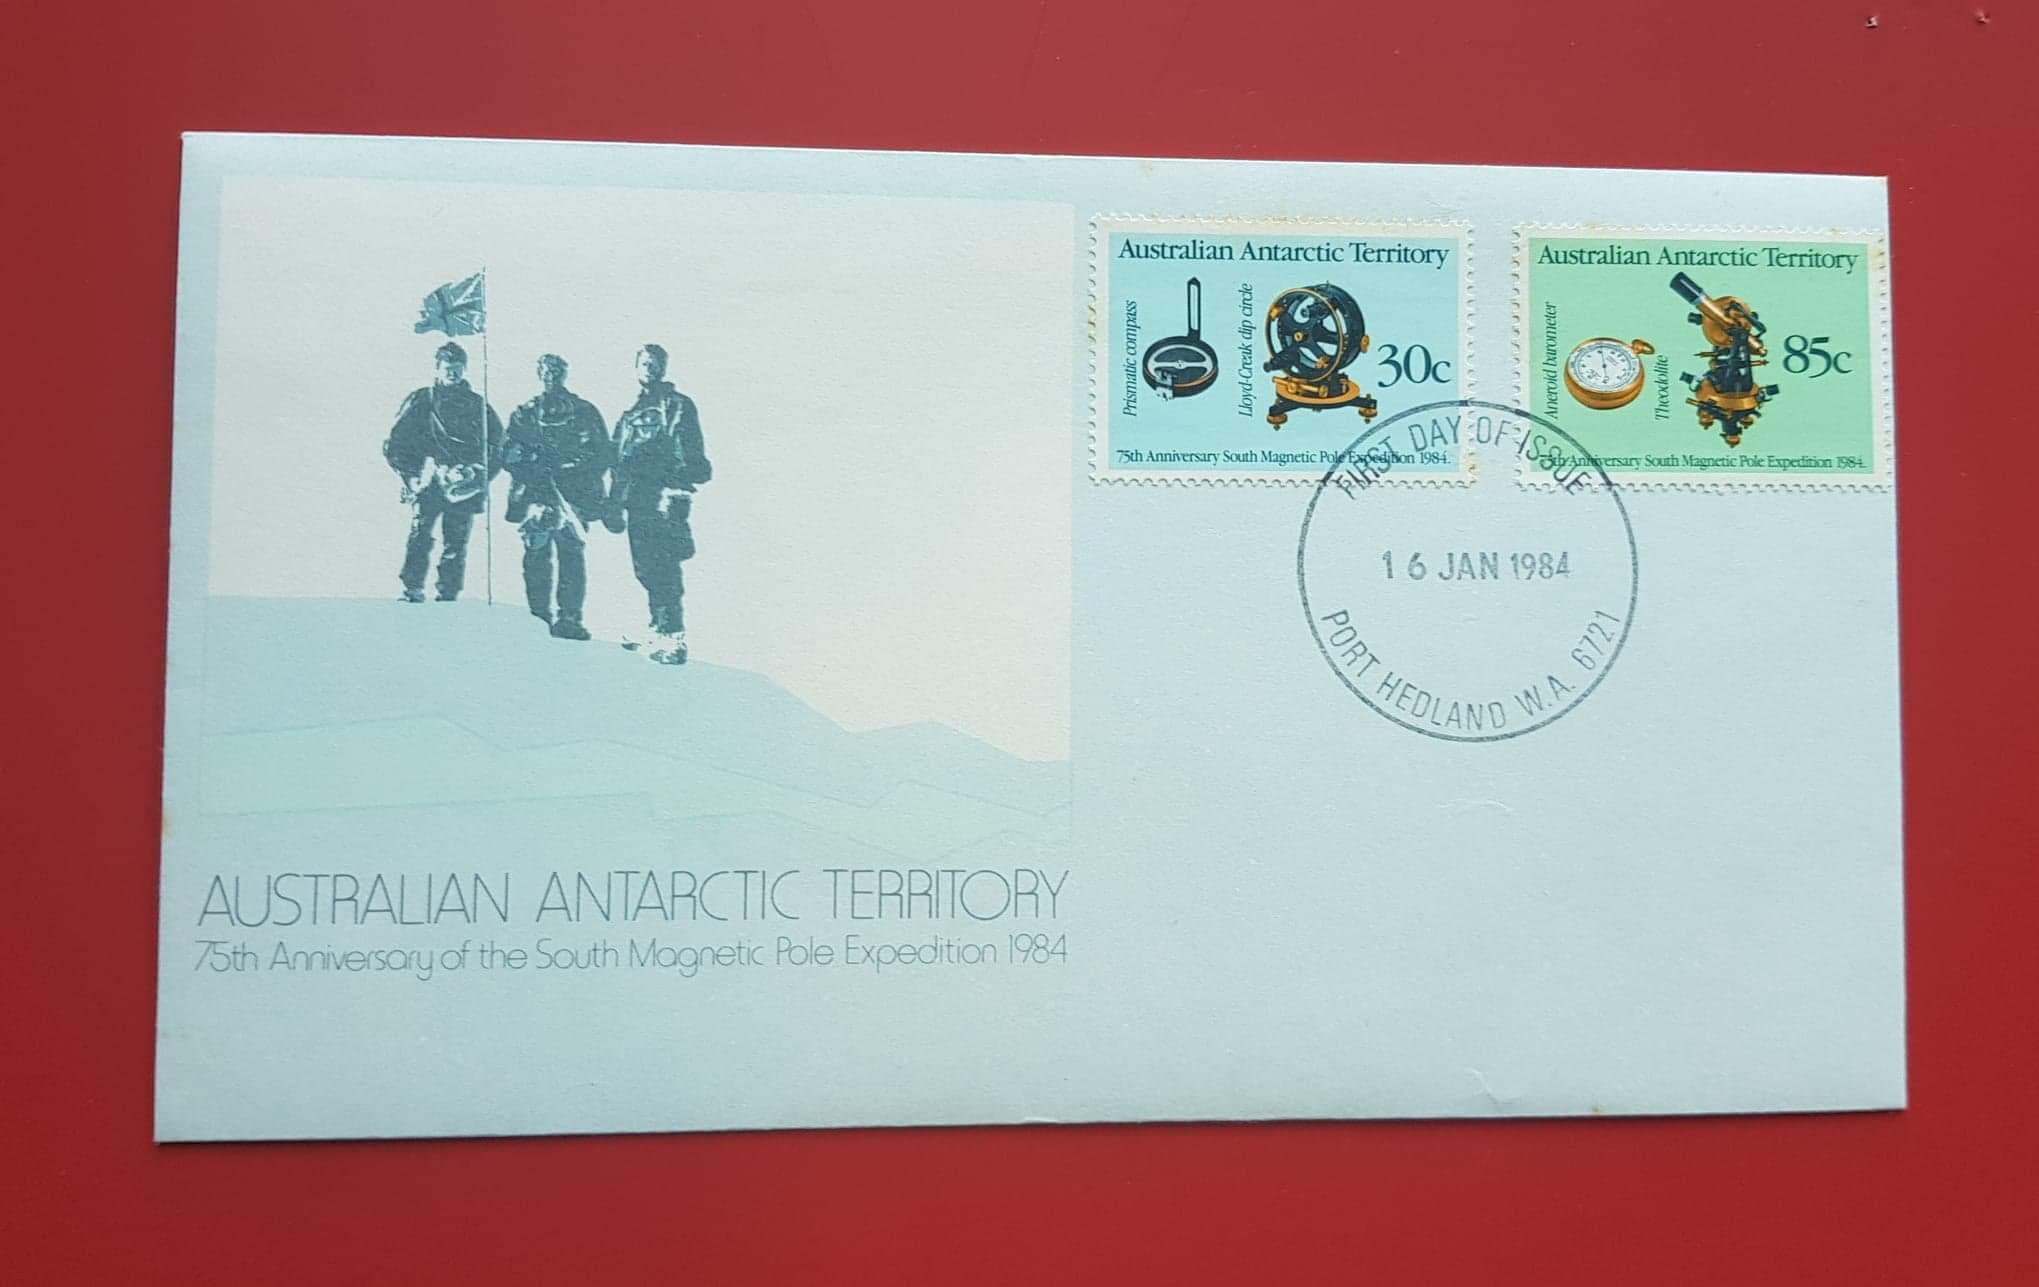 Australian Antarctic Territory
Prismatic compass
Lloyd-Creak dip circle
30c
75th Anniversary South Magnetic Pole Expedition 1984.
Australian Antarctic Territory
Aneroid barometer
Theodolite
85c
75th Anniversary South Magnetic Pole Expedition 1984.
FIRST DAY OF ISSUE
16 JAN 1984
PORT HEDLAND W.A. 6721
AUSTRALIAN ANTARCTIC TERRITORY
75th Anniversary of the South Magnetic Pole Expedition 1984